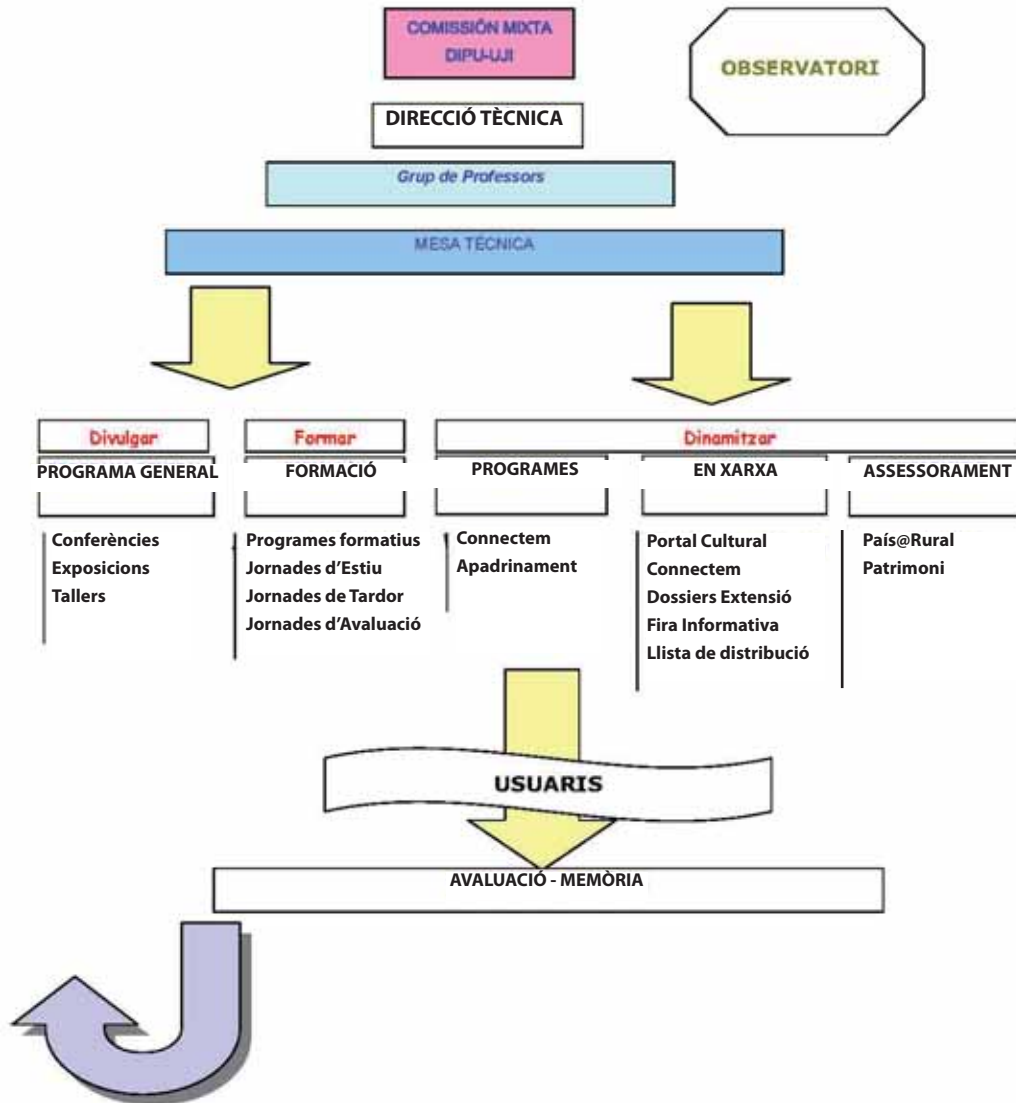 COMISSIÓN MIXTA
DIPU-UJI
OBSERVATORI
DIRECCIÓ TÈCNICA
Grup de Professors
MESA TÉCNICA
Divulgar
Formar
Dinamitzar
PROGRAMA GENERAL
FORMACIÓ
PROGRAMES
EN XARXA
ASSESSORAMENT
Conferències
Exposicions
Tallers
Programes formatius
Jornades d’Estiu
Jornades de Tardor
Jornades d’Avaluació
Connectem
Apadrinament
Portal Cultural
Connectem
Dossiers Extensió
Fira Informativa
Llista de distribució
País@Rural
Patrimoni
USUARIS
AVALUACIÓ - MEMÒRIA